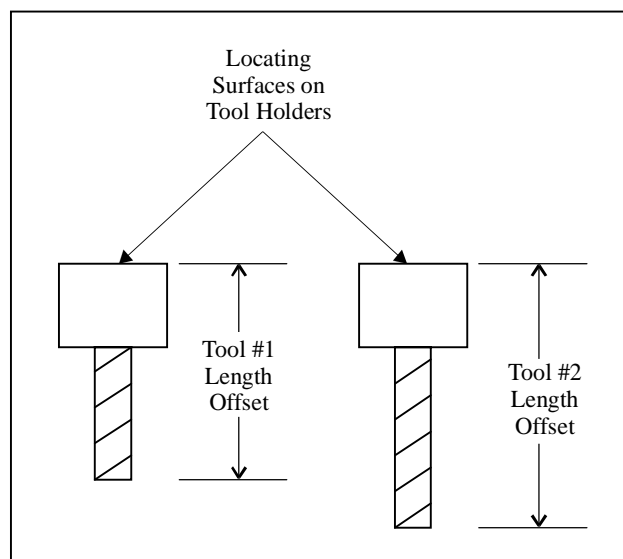 Locating
Surfaces on
Tool Holders
Tool #1
Length
Offset
Tool #2
Length
Offset